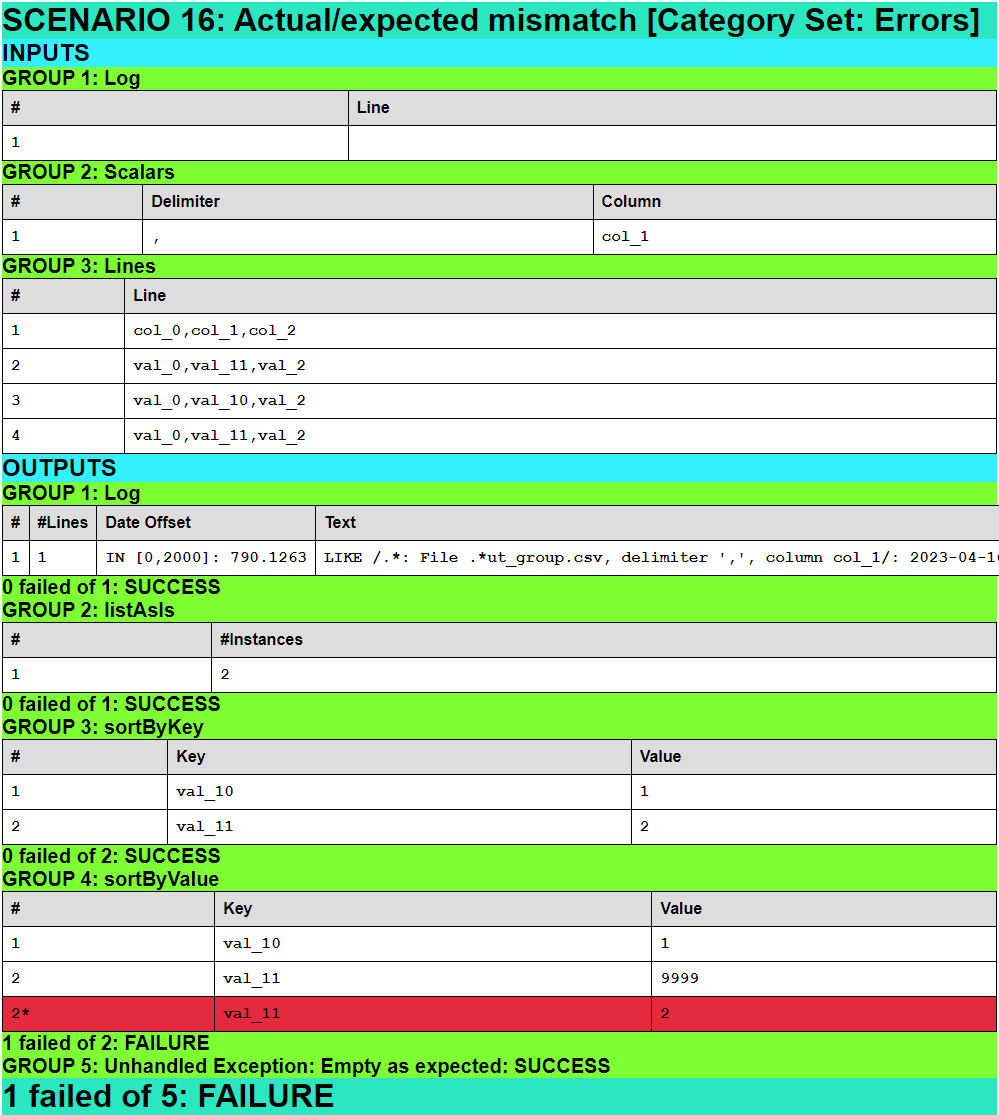 SCENARIO 16: Actual/expected mismatch [Category Set: Errors]
INPUTS
GROUP 1: Log
# Line
1
GROUP 2: Scalars
# Delimiter Column
1 , col_1
GROUP 3: Lines
# Line
1 col_0,col_1,col_2
2 val_0,val_11,val_2
3 val_0,val_10,val_2
4 val_0,val_11,val_2
OUTPUTS
GROUP 1: Log
# #Lines Date Offset Text
1 1 IN [0,2000]: 790.1263 LIKE /.*: File .*ut_group.csv, delimiter ',', column col_1/: 2023-04-10
0 failed of 1: SUCCESS
GROUP 2: listAsIs
# #Instances
1 2
0 failed of 1: SUCCESS
GROUP 3: sortByKey
# Key Value
1 val_10 1
2 val_11 2
0 failed of 2: SUCCESS
GROUP 4: sortByValue
# Key Value
1 val_10 1
2 val_11 9999
2* val_11 2
1 failed of 2: FAILURE
GROUP 5: Unhandled Exception: Empty as expected: SUCCESS
1 failed of 5: FAILURE